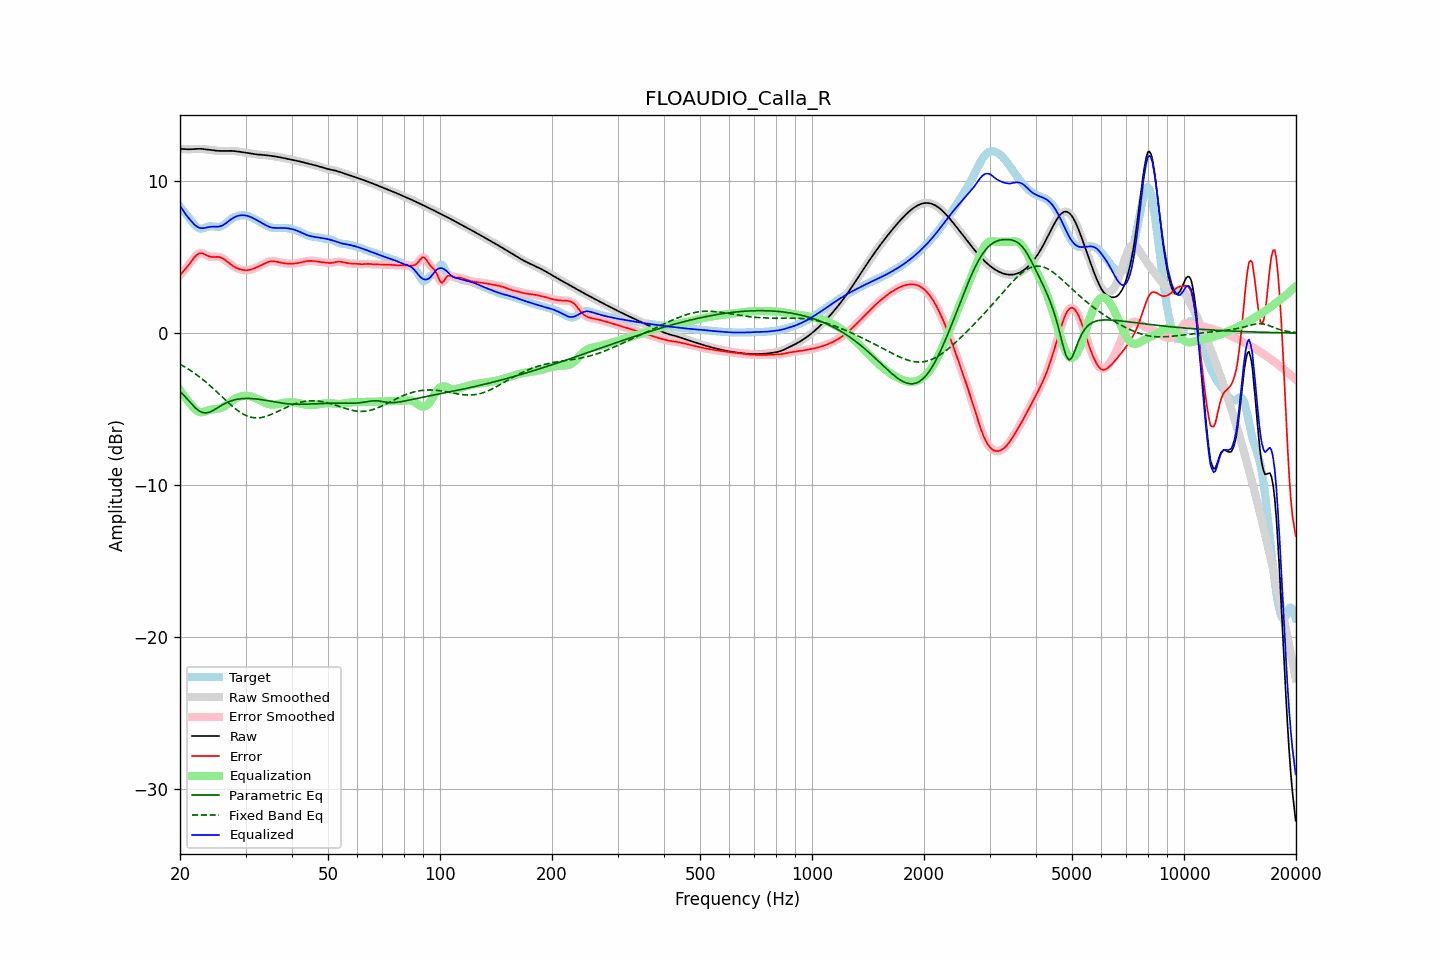 FLOAUDIO_Calla_R
Amplitude (dBr)
10
0
−10
−20
−30
Target
Raw Smoothed
Error Smoothed
Raw
Error
Equalization
Parametric Eq
Fixed Band Eq
Equalized
20 50 100 200 500 1000 2000 5000 10000 20000
Frequency (Hz)